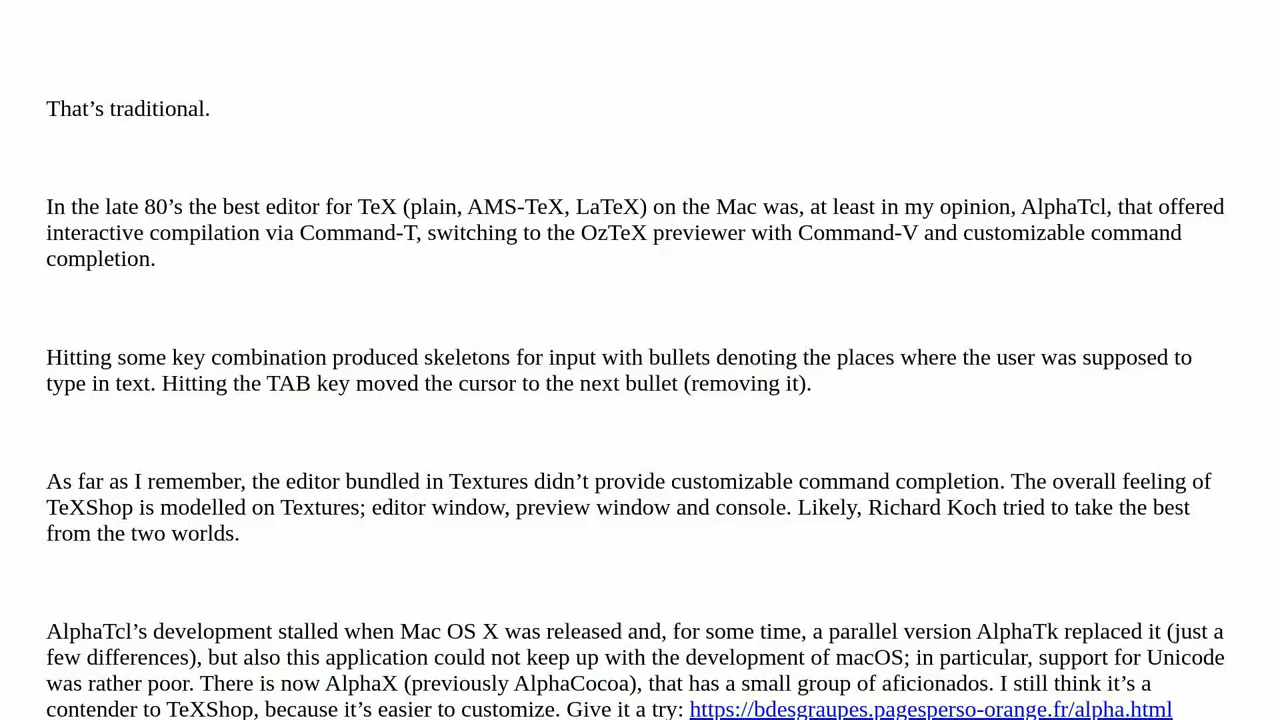 That’s traditional.
In the late 80’s the best editor for TeX (plain, AMS-TeX, LaTeX) on the Mac was, at least in my opinion, AlphaTcl, that offered
interactive compilation via Command-T, switching to the OzTeX previewer with Command-V and customizable command
completion.
Hitting some key combination produced skeletons for input with bullets denoting the places where the user was supposed to
type in text. Hitting the TAB key moved the cursor to the next bullet (removing it).
As far as I remember, the editor bundled in Textures didn’t provide customizable command completion. The overall feeling of
TeXShop is modelled on Textures; editor window, preview window and console. Likely, Richard Koch tried to take the best
from the two worlds.
AlphaTcl’s development stalled when Mac OS X was released and, for some time, a parallel version AlphaTk replaced it (just a
few differences), but also this application could not keep up with the development of macOS; in particular, support for Unicode
was rather poor. There is now AlphaX (previously AlphaCocoa), that has a small group of aficionados. I still think it’s a
contender to TeXShop, because it’s easier to customize. Give it a try: https://bdesgraupes.pagesperso-orange.fr/alpha.html